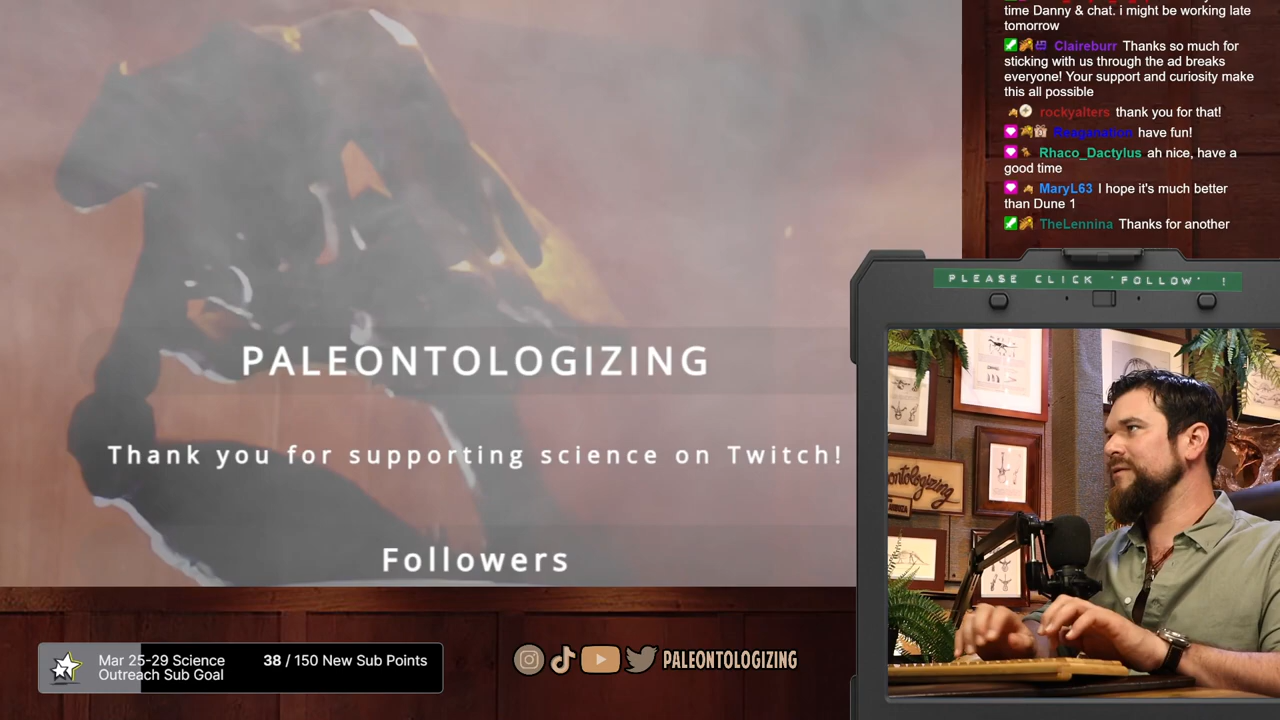 time Danny & chat. i might be working late
tomorrow
Claireburr Thanks so much for
sticking with us through the ad breaks
everyone! Your support and curiosity make
this all possible
rockyalters thank you for that!
Reaganation have fun!
Rhaco_Dactylus ah nice, have a
good time
MaryL63 I hope it's much better
than Dune 1
TheLennina Thanks for another
PLEASE CLICK "FOLLOW" !
PALEONTOLOGIZING
Thank you for supporting science on Twitch!
Followers
Mar 25-29 Science
Outreach Sub Goal
38 / 150 New Sub Points
PALEONTOLOGIZING